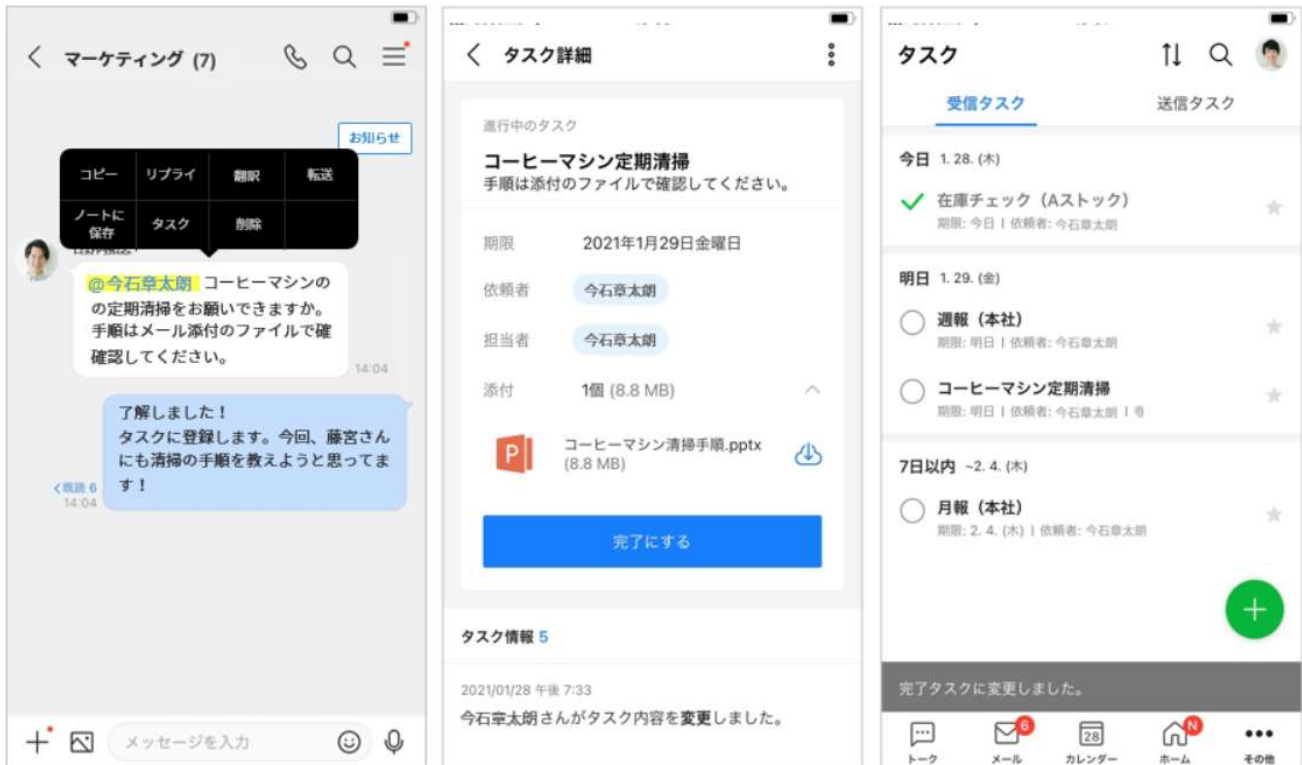 マーケティング (7)
お知らせ
コピー
リプライ
翻訳
転送
ノートに
保存
タスク
削除
@今石章太朗 コーヒーマシンの
の定期清掃をお願いできますか。
手順はメール添付のファイルで確
確認してください。
14:04
了解しました！
タスクに登録します。今回、藤宮さん
にも清掃の手順を教えようと思ってま
す！
既読 6
14:04
メッセージを入力
タスク詳細
進行中のタスク
コーヒーマシン定期清掃
手順は添付のファイルで確認してください。
期限 2021年1月29日金曜日
依頼者 今石章太朗
担当者 今石章太朗
添付 1個 (8.8 MB)
P
コーヒーマシン清掃手順.pptx
(8.8 MB)
完了にする
タスク情報 5
2021/01/28 午後 7:33
今石章太朗さんがタスク内容を変更しました。
タスク
受信タスク 送信タスク
今日 1. 28. (木)
在庫チェック（Aストック）
期限: 今日 | 依頼者: 今石章太朗
明日 1. 29. (金)
週報（本社）
期限: 明日 | 依頼者: 今石章太朗
コーヒーマシン定期清掃
期限: 明日 | 依頼者: 今石章太朗 |
7日以内 ~2. 4. (木)
月報（本社）
期限: 2. 4. (木) | 依頼者: 今石章太朗
完了タスクに変更しました。
6
28
N
トーク
メール
カレンダー
ホーム
その他